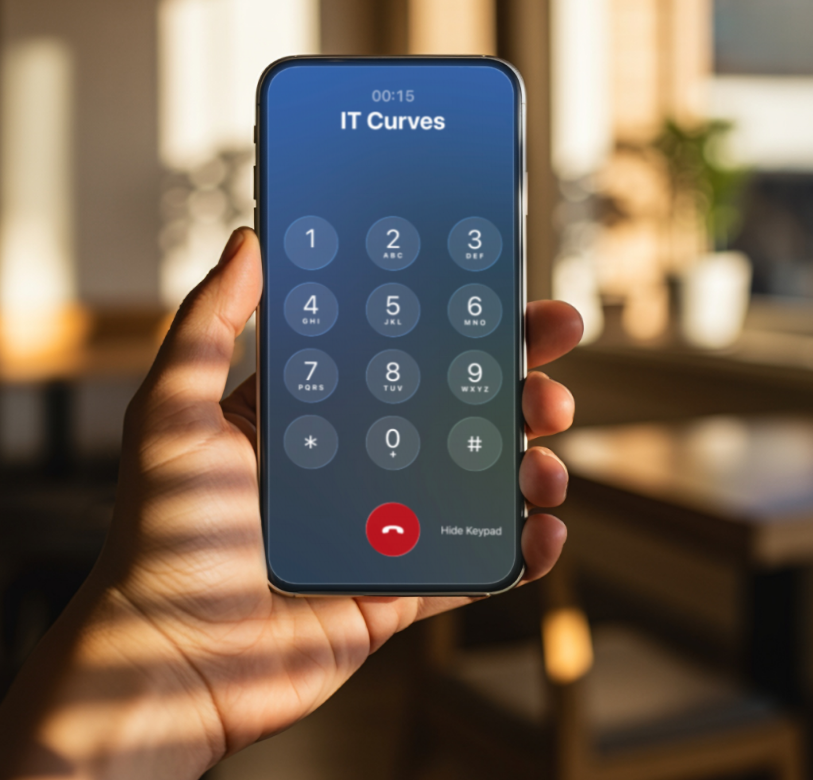 00:15
IT Curves
1
2
ABC
3
DEF
4
GHI
5
JKL
6
MNO
7
PQRS
8
TUV
9
WXYZ
*
0
+
#
Hide Keypad